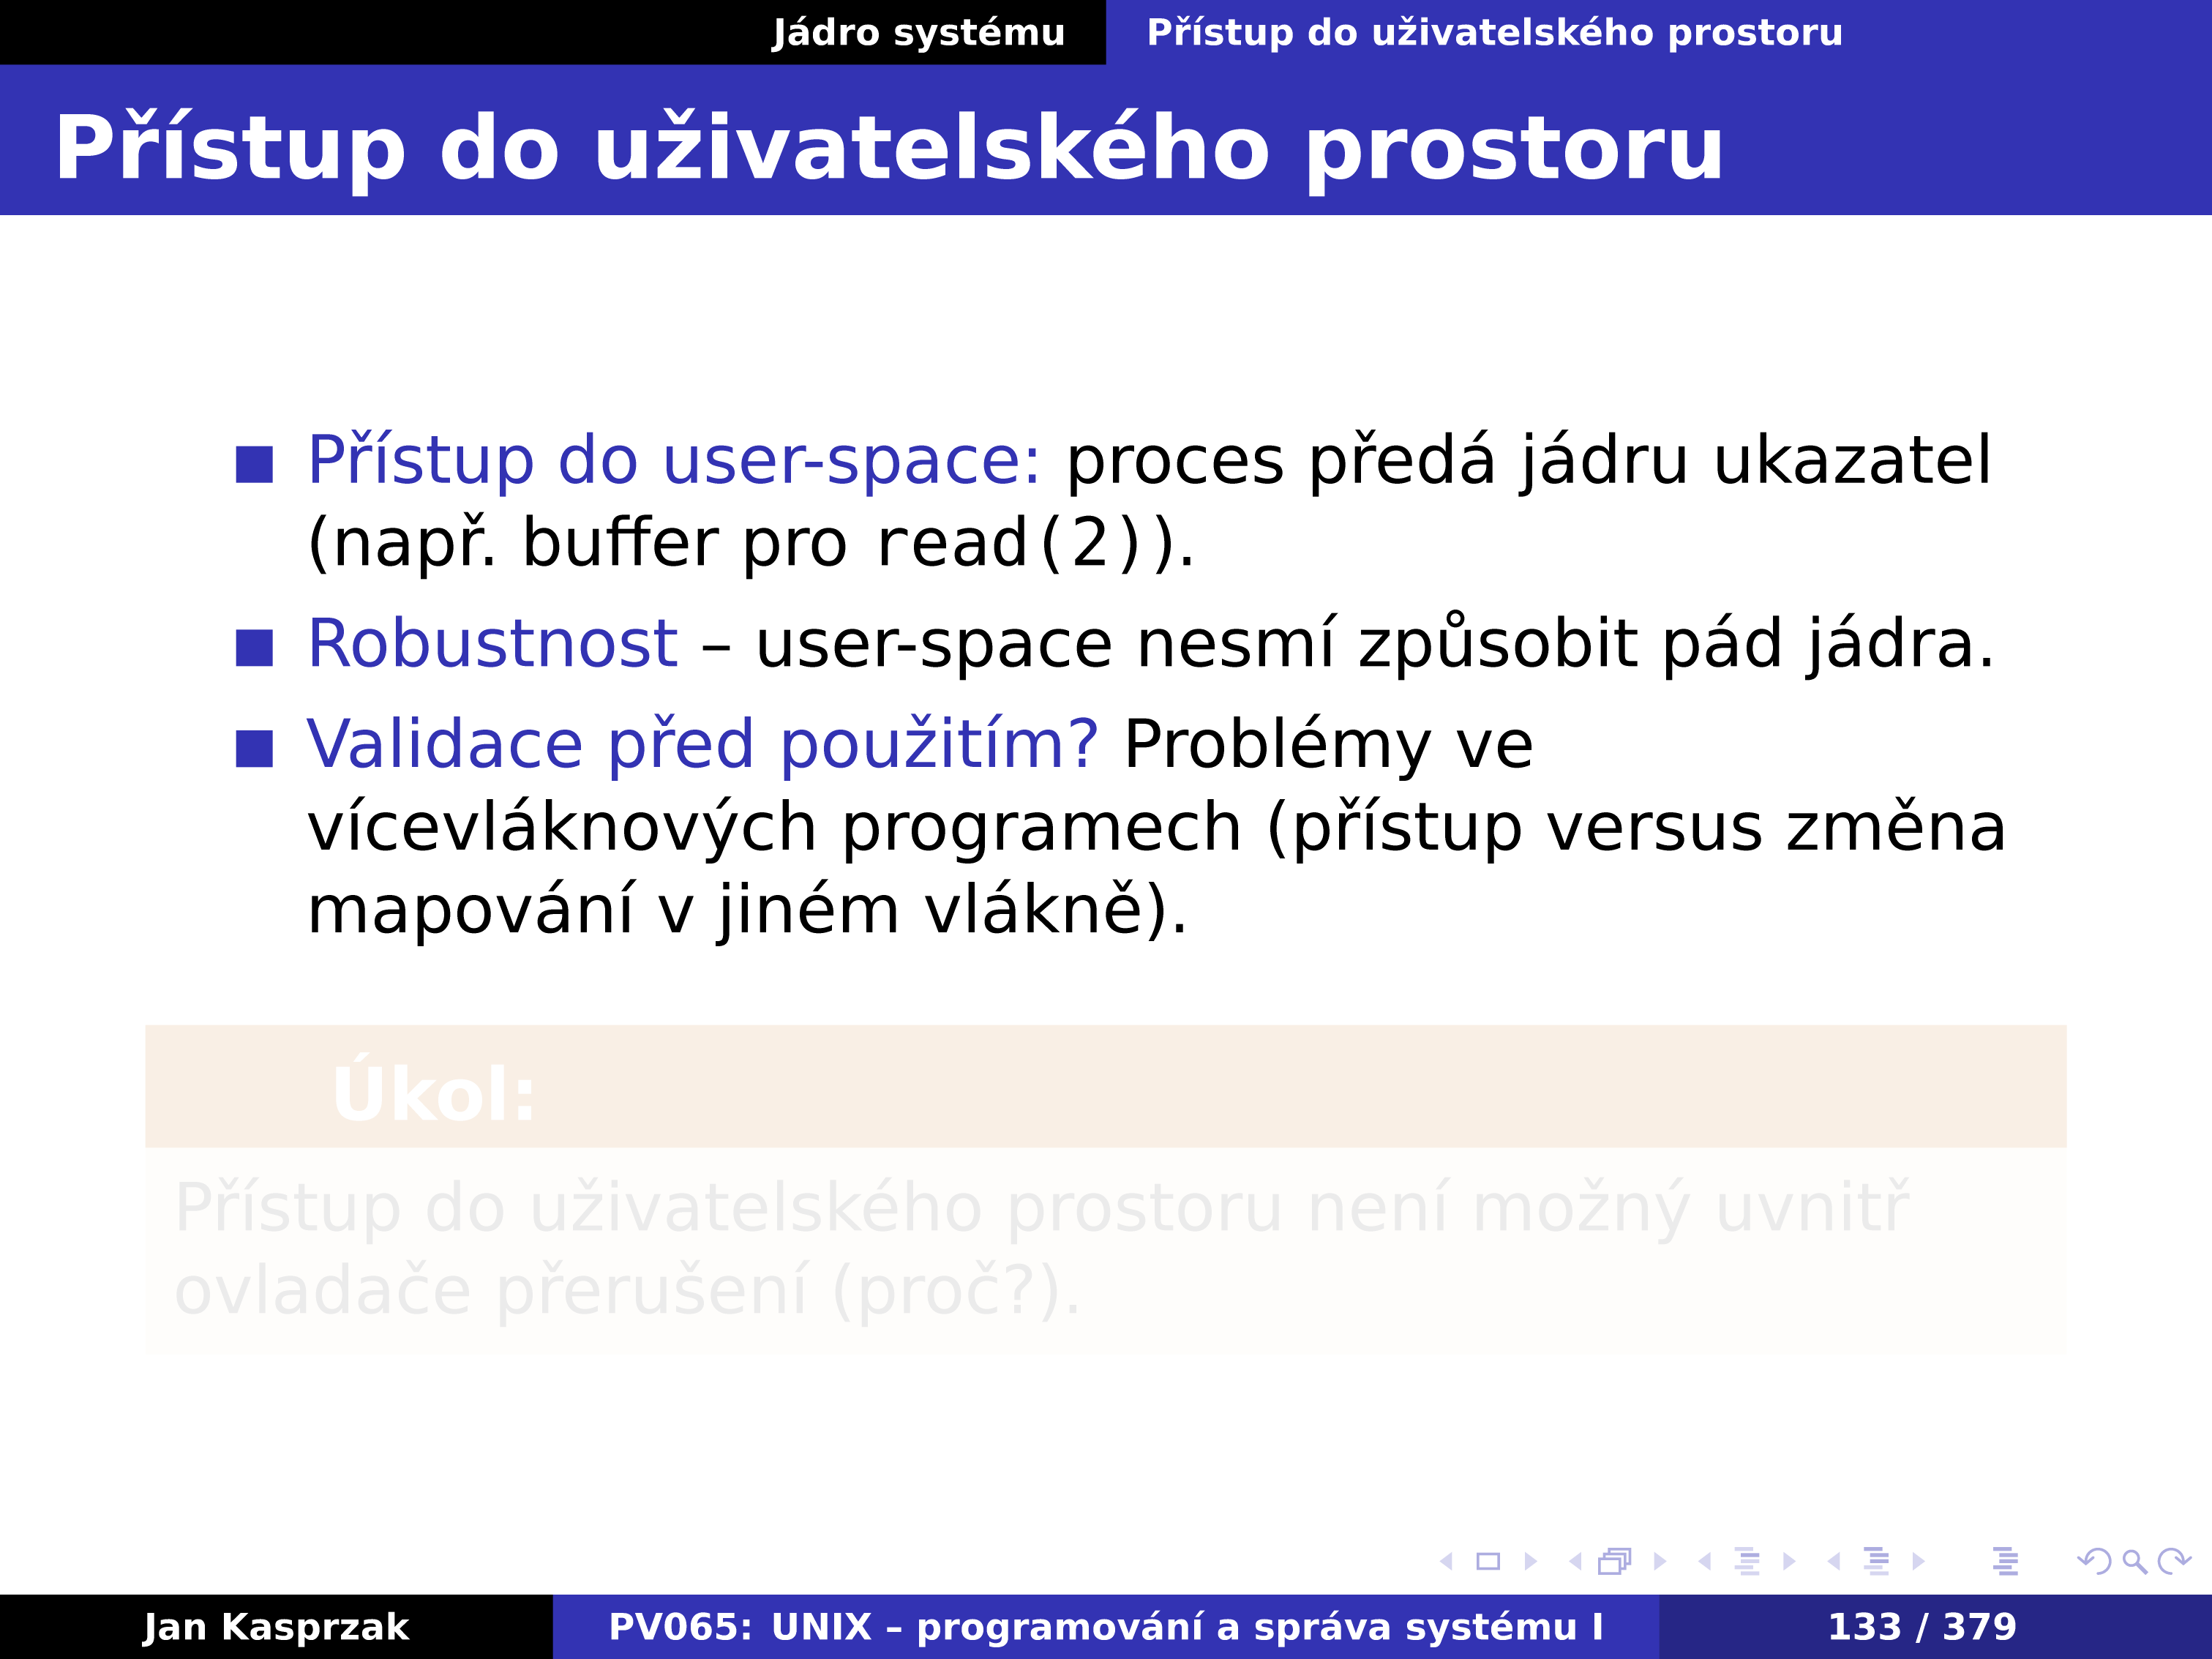 Jádro systému
Přístup do uživatelského prostoru
Přístup do uživatelského prostoru
Přístup do user-space: proces předá jádru ukazatel
(např. buffer pro read(2)).
Robustnost – user-space nesmí způsobit pád jádra.
Validace před použitím? Problémy ve
vícevláknových programech (přístup versus změna
mapování v jiném vlákně).
Úkol:
Přístup do uživatelského prostoru není možný uvnitř
ovladače přerušení (proč?).
Jan Kasprzak
PV065: UNIX – programování a správa systému I
133 / 379